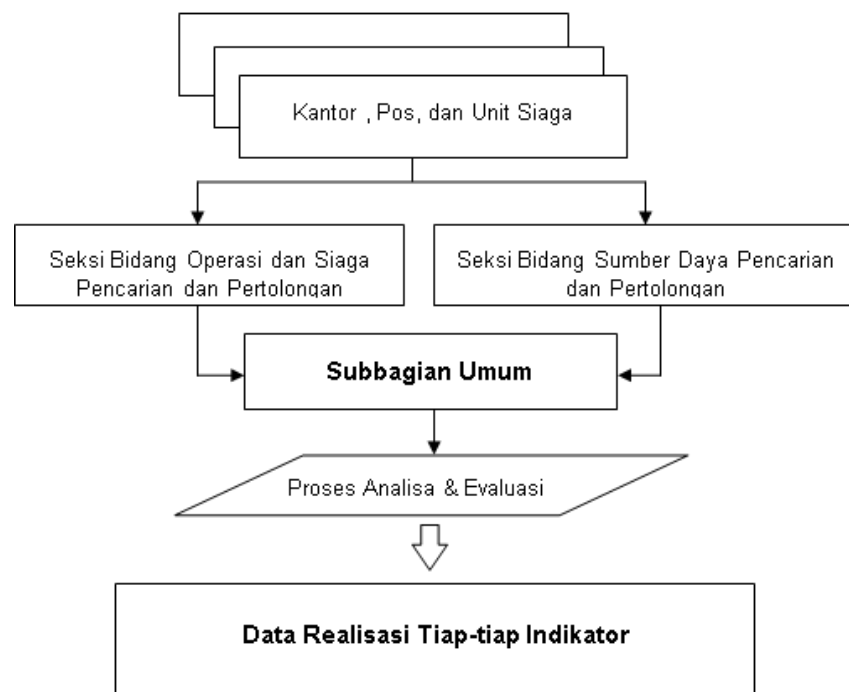 Kantor , Pos, dan Unit Siaga
Seksi Bidang Operasi dan Siaga
Pencarian dan Pertolongan
Seksi Bidang Sumber Daya Pencarian
dan Pertolongan
Subbagian Umum
Proses Analisa & Evaluasi
Data Realisasi Tiap-tiap Indikator